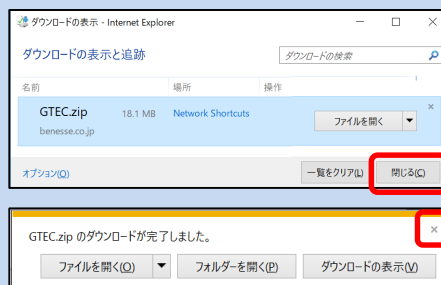 ダウンロードの表示 - Internet Explorer
ダウンロードの表示と追跡
ダウンロードの検索
名前 場所 操作
GTEC.zip 18.1 MB Network Shortcuts ファイルを開く
benesse.co.jp
オプション(O) 一覧をクリア(L) 閉じる(C)
GTEC.zip のダウンロードが完了しました。
ファイルを開く(O) フォルダーを開く(P) ダウンロードの表示(V)